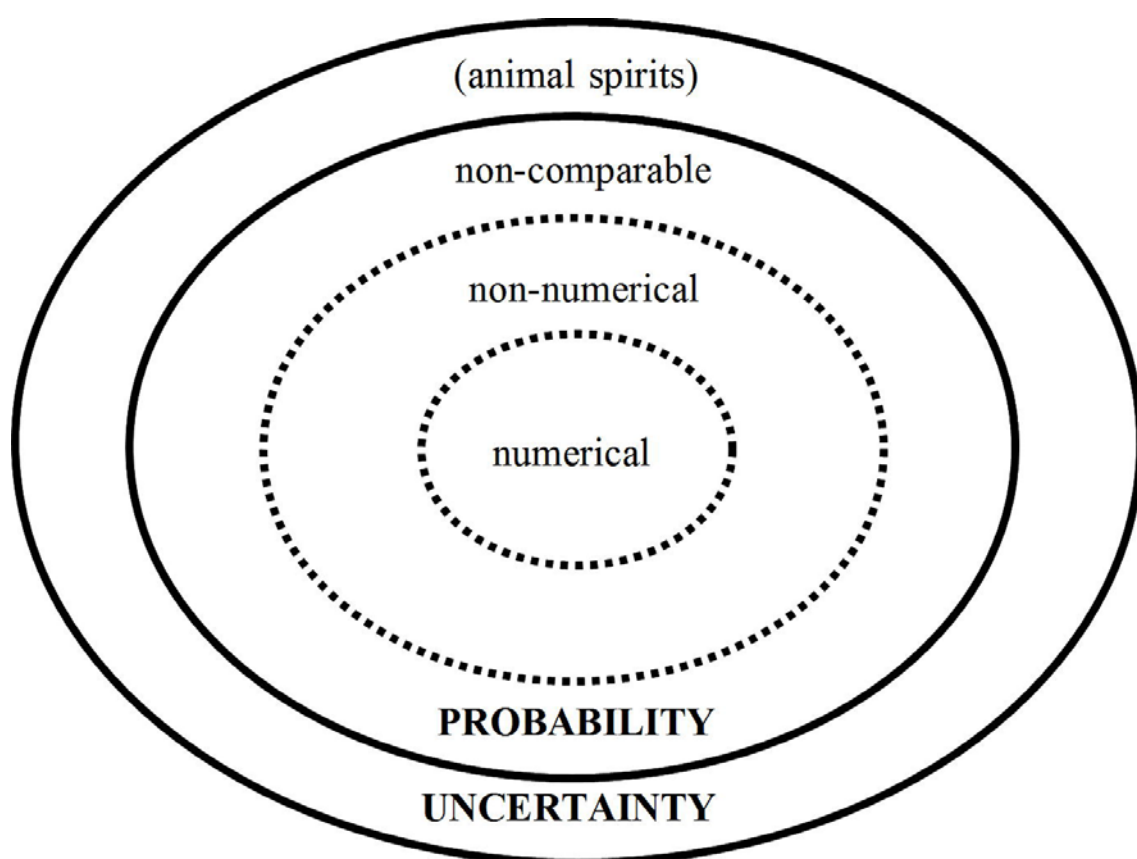 (animal spirits)
non-comparable
non-numerical
numerical
PROBABILITY
UNCERTAINTY